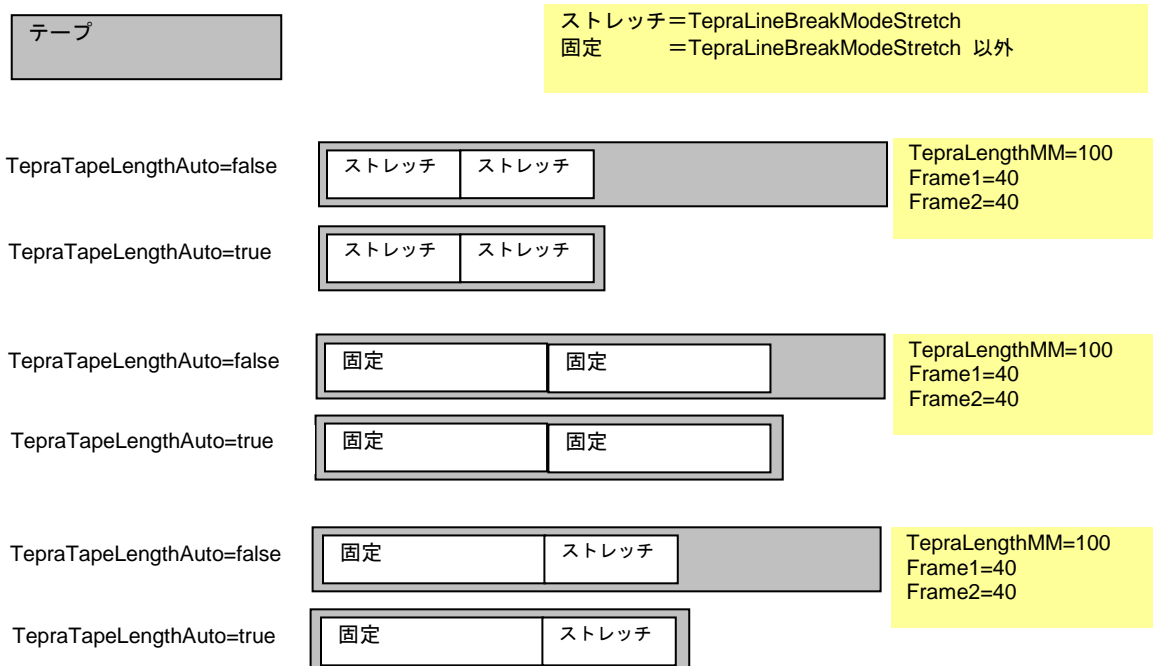 テープ
ストレッチ=TepraLineBreakModeStretch
固定 =TepraLineBreakModeStretch 以外
TepraTapeLengthAuto=false
ストレッチ ストレッチ
TepraLengthMM=100
Frame1=40
Frame2=40
TepraTapeLengthAuto=true
ストレッチ ストレッチ
TepraTapeLengthAuto=false
固定 固定
TepraLengthMM=100
Frame1=40
Frame2=40
TepraTapeLengthAuto=true
固定 固定
TepraTapeLengthAuto=false
固定 ストレッチ
TepraLengthMM=100
Frame1=40
Frame2=40
TepraTapeLengthAuto=true
固定 ストレッチ